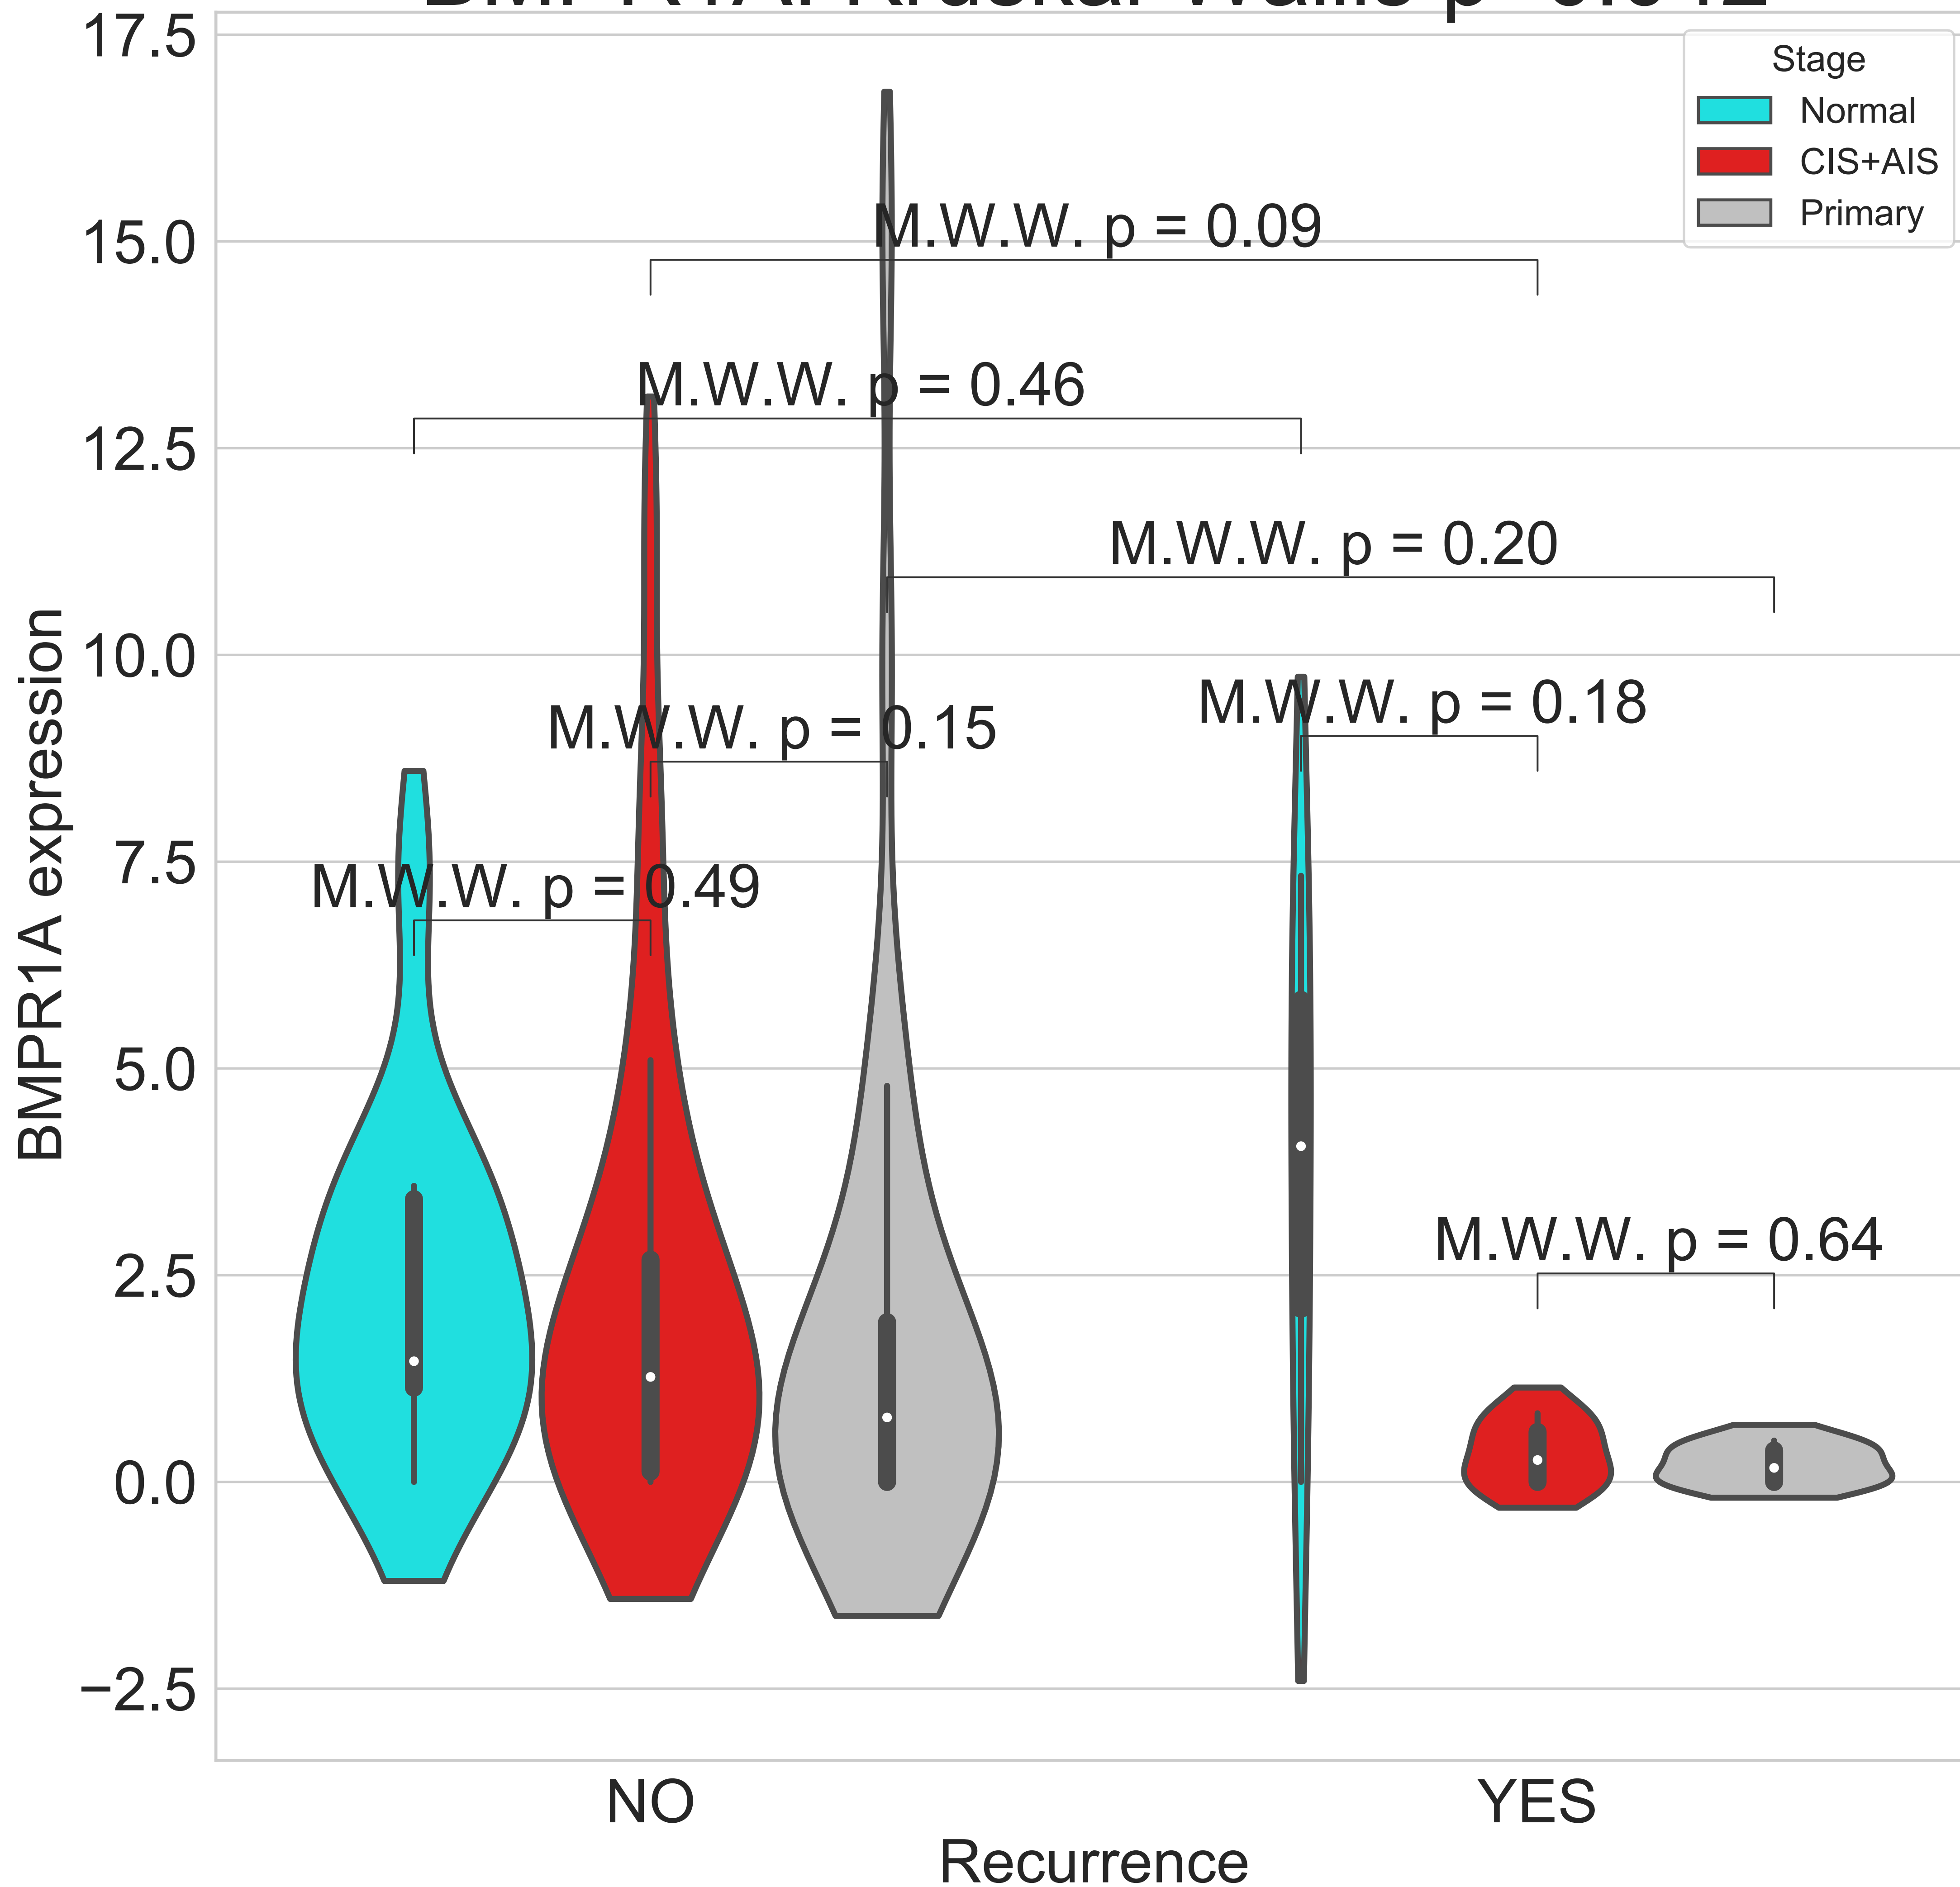 17.5
15.0
12.5
10.0
7.5
5.0
2.5
0.0
−2.5
BMPR1A expression
Stage
Normal
CIS+AIS
Primary
M.W.W. p = 0.09
M.W.W. p = 0.46
M.W.W. p = 0.20
M.W.W. p = 0.18
M.W.W. p = 0.15
M.W.W. p = 0.49
M.W.W. p = 0.64
NO
YES
Recurrence